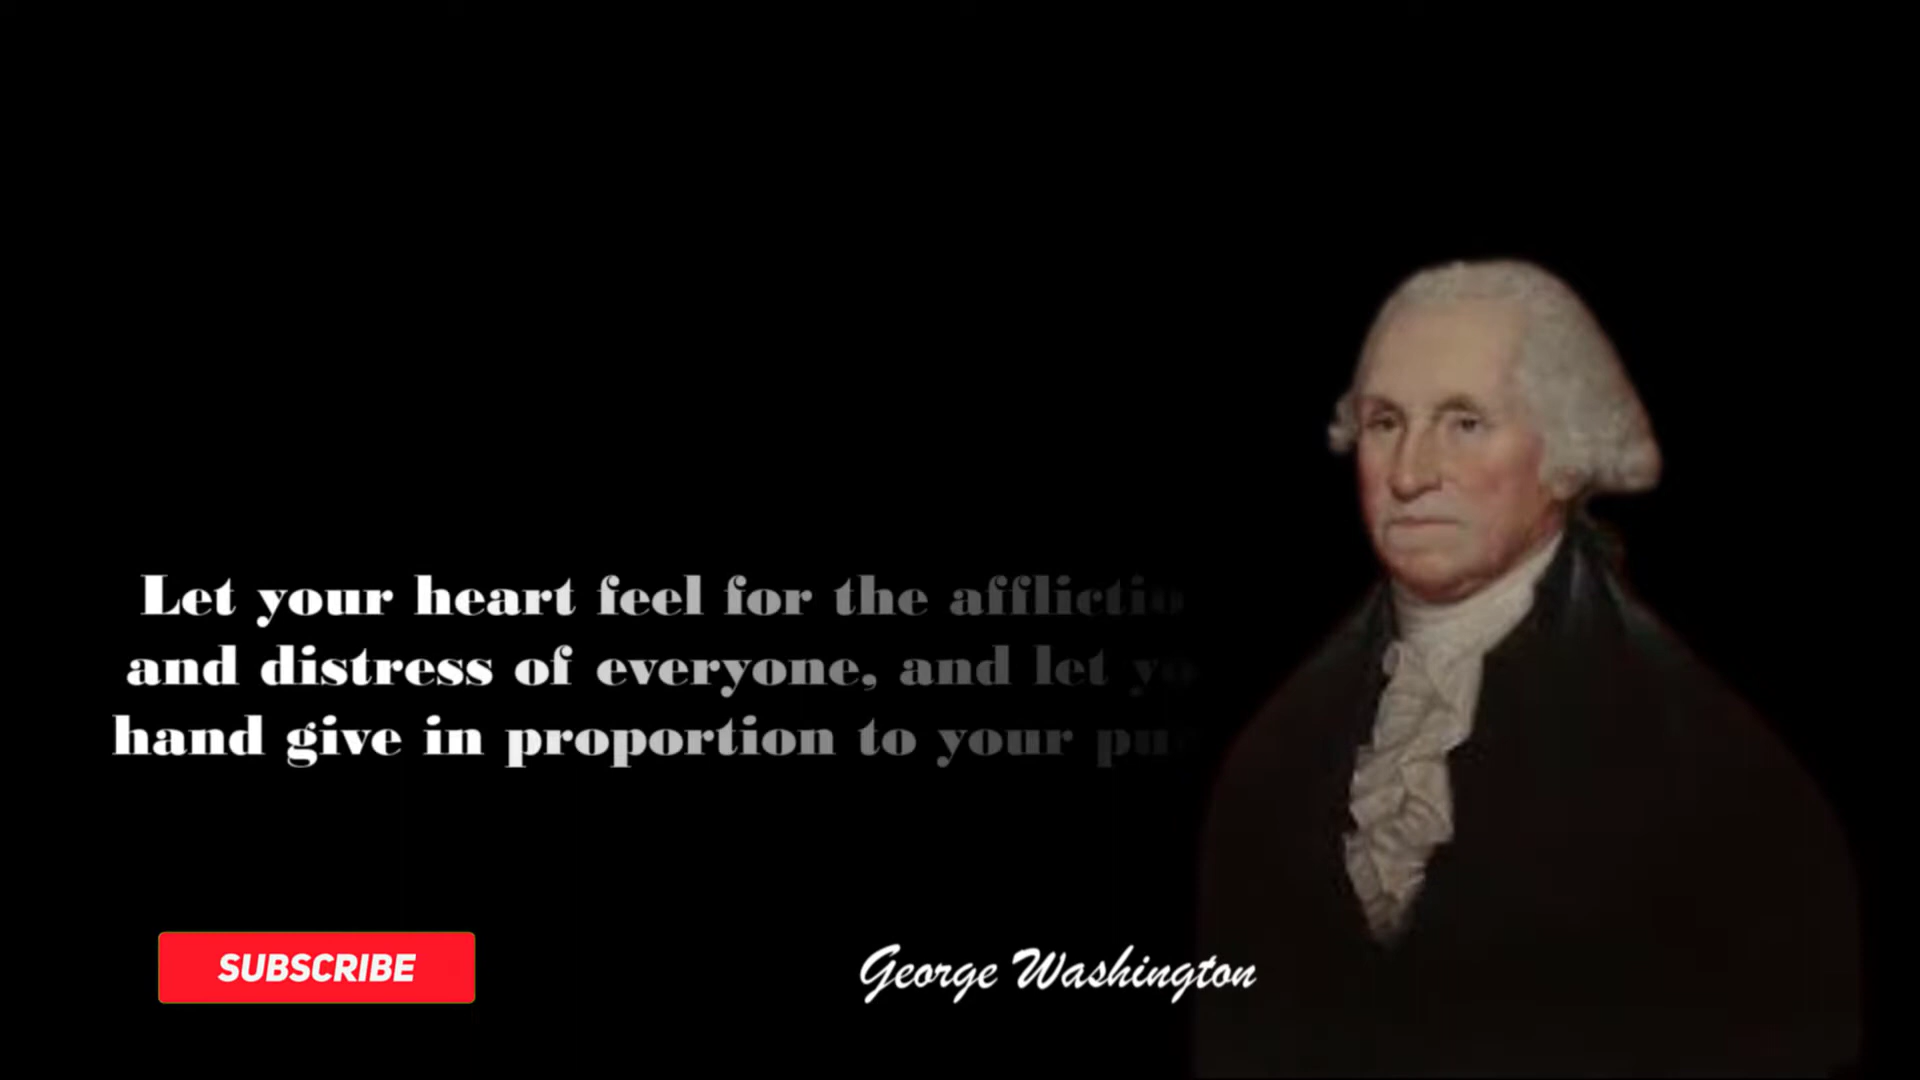 Let your heart feel for the
and distress of everyone, and let
hand give in proportion to your
SUBSCRIBE
George Washington